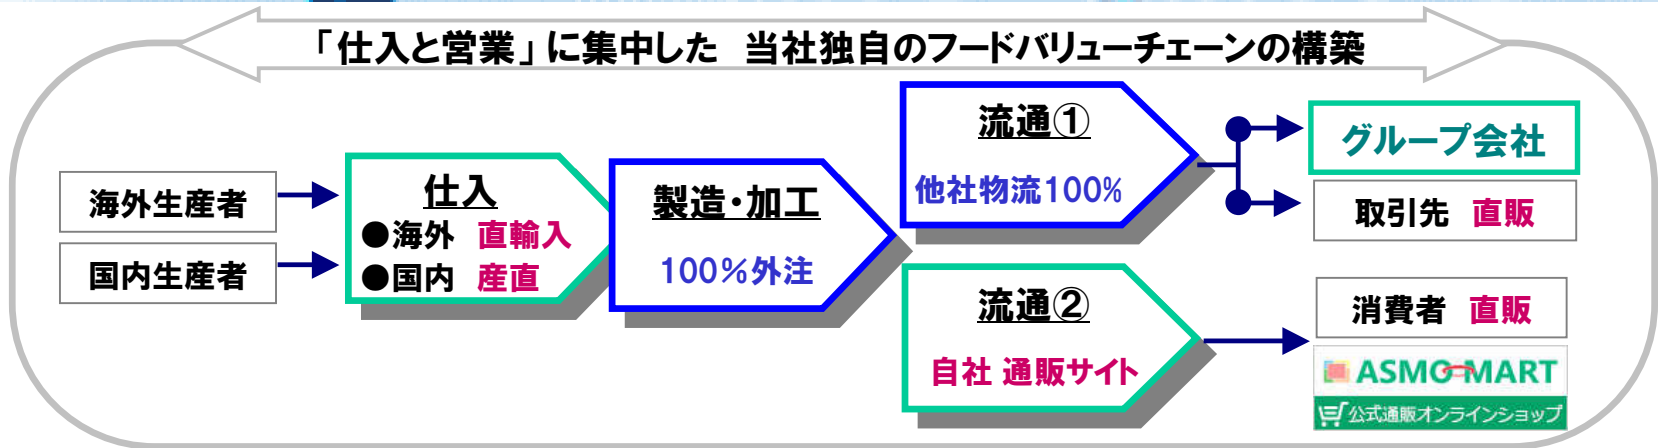 「仕入と営業」に集中した 当社独自のフードバリューチェーンの構築
海外生産者
国内生産者
仕入
●海外 直輸入
●国内 産直
製造・加工
100%外注
流通①
他社物流100%
流通②
自社 通販サイト
グループ会社
取引先 直販
消費者 直販
ASMO MART
公式通販オンラインショップ